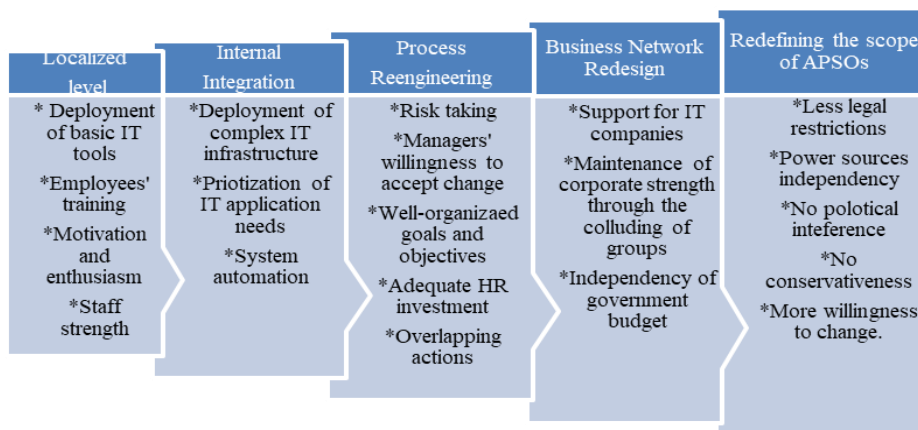 Localized
level
* Deployment
of basic IT
tools
*Employees'
training
*Motivation
and
enthusiasm
*Staff
strength
Internal
Integration
*Deployment of
complex IT
infrastructure
*Priotization of
IT application
needs
*System
automation
Process
Reengineering
*Risk taking
*Managers'
willingness to
accept change
*Well-organizaed
goals and
objectives
*Adequate HR
investment
*Overlapping
actions
Business Network
Redesign
*Support for IT
companies
*Maintenance of
corporate strength
through the
colluding of
groups
*Independency of
government
budget
Redefining the scope
of APSOs
*Less legal
restrictions
*Power sources
independency
*No polotical
inteference
*No
conservativeness
*More willingness
to change.